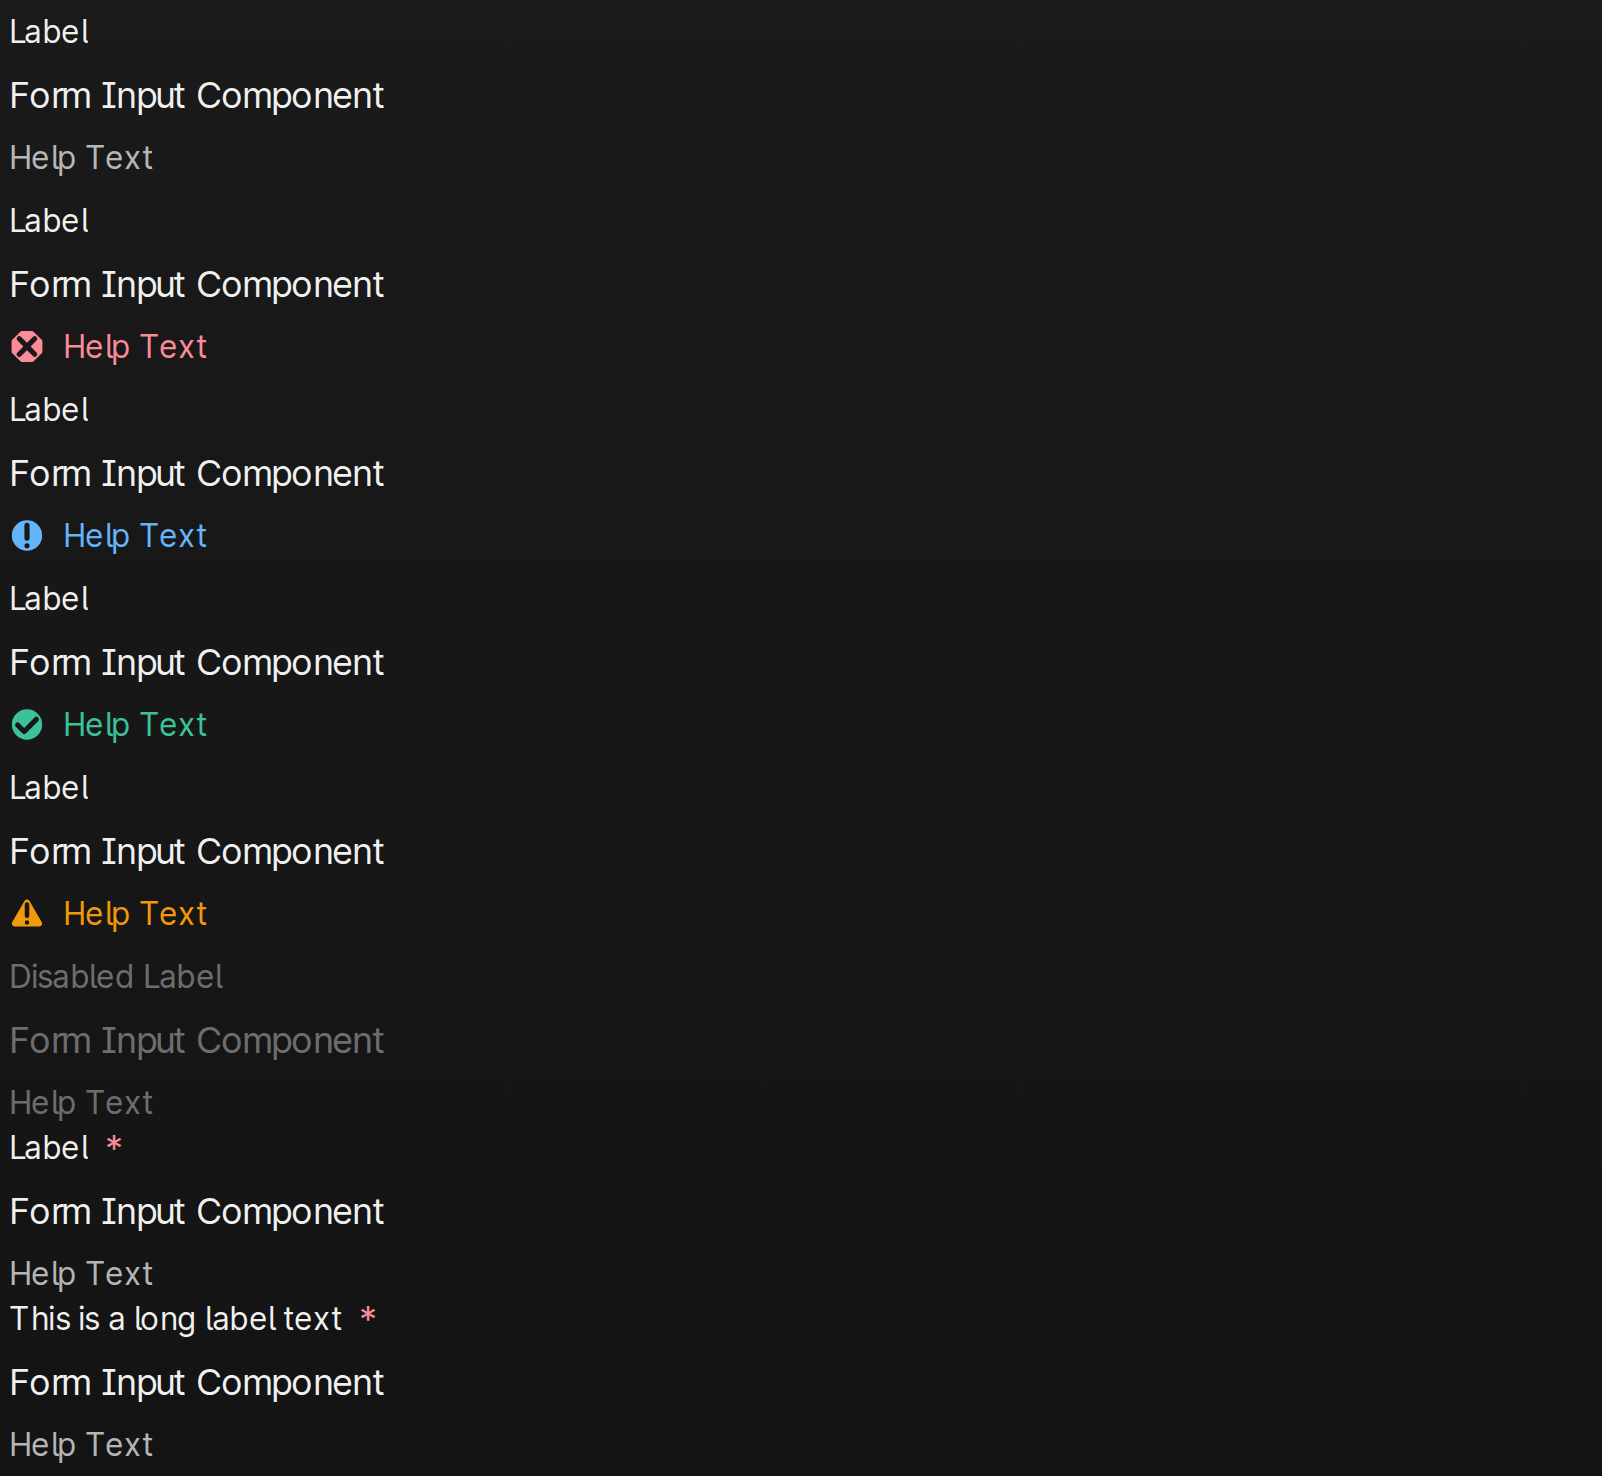 Label
Form Input Component
Help Text
Label
Form Input Component
Help Text
Label
Form Input Component
Help Text
Label
Form Input Component
Help Text
Label
Form Input Component
Help Text
Disabled Label
Form Input Component
Help Text
Label *
Form Input Component
Help Text
This is a long label text *
Form Input Component
Help Text